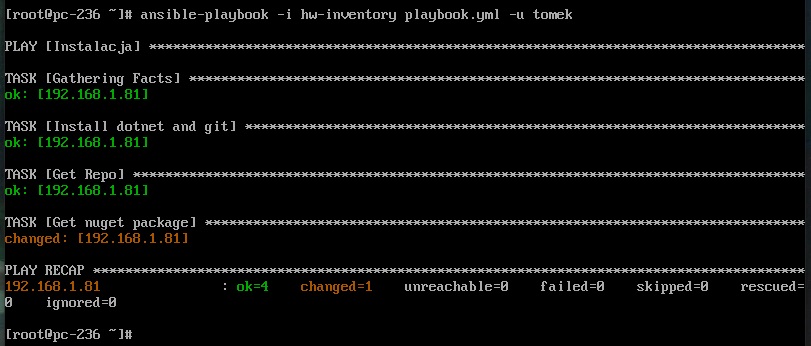 [root@pc-236 ~]# ansible-playbook -i hw-inventory playbook.yml -u tomek
PLAY [Instalacja] **********************************************************************************
TASK [Gathering Facts] *****************************************************************************
ok: [192.168.1.81]
TASK [Install dotnet and git] **********************************************************************
ok: [192.168.1.81]
TASK [Get Repo] ************************************************************************************
ok: [192.168.1.81]
TASK [Get nuget package] ***************************************************************************
changed: [192.168.1.81]
PLAY RECAP *****************************************************************************************
192.168.1.81               : ok=4    changed=1    unreachable=0    failed=0    skipped=0    rescued=
0    ignored=0
[root@pc-236 ~]#